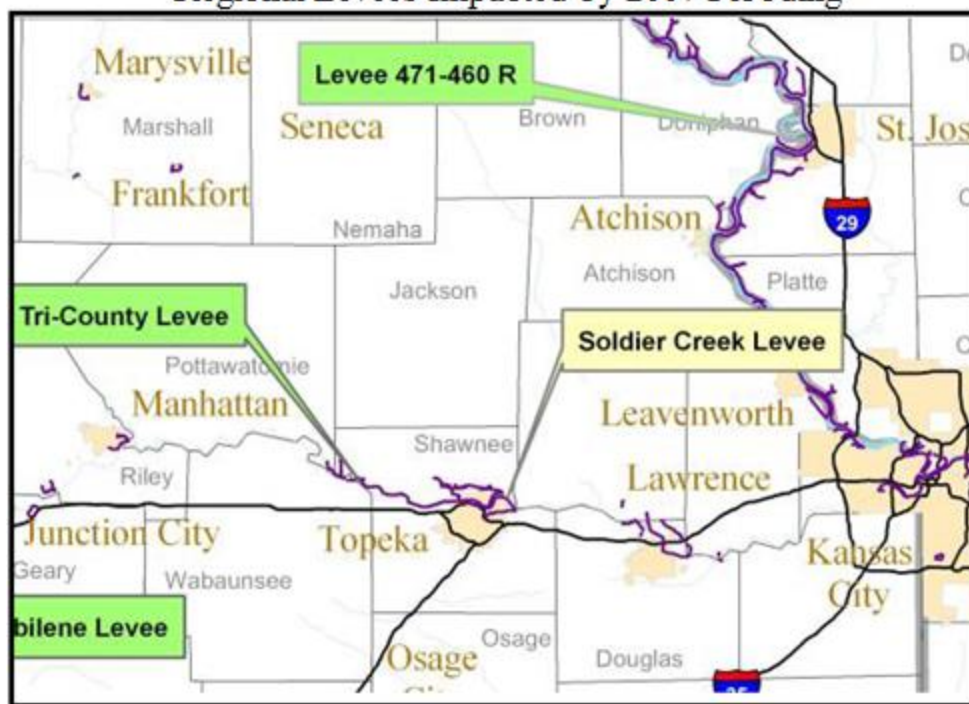 Marysville
Levee 471-460 R
Marshall
Seneca
Brown
Doniphan
St. Jos
Frankfort
Nemaha
Atchison
29
Atchison
Platte
Jackson
Tri-County Levee
Soldier Creek Levee
Pottawatomie
Manhattan
Leavenworth
Shawnee
Riley
Lawrence
Junction City
Topeka
Kansas
City
Geary
Wabaunsee
bilene Levee
Osage
Osage
Douglas